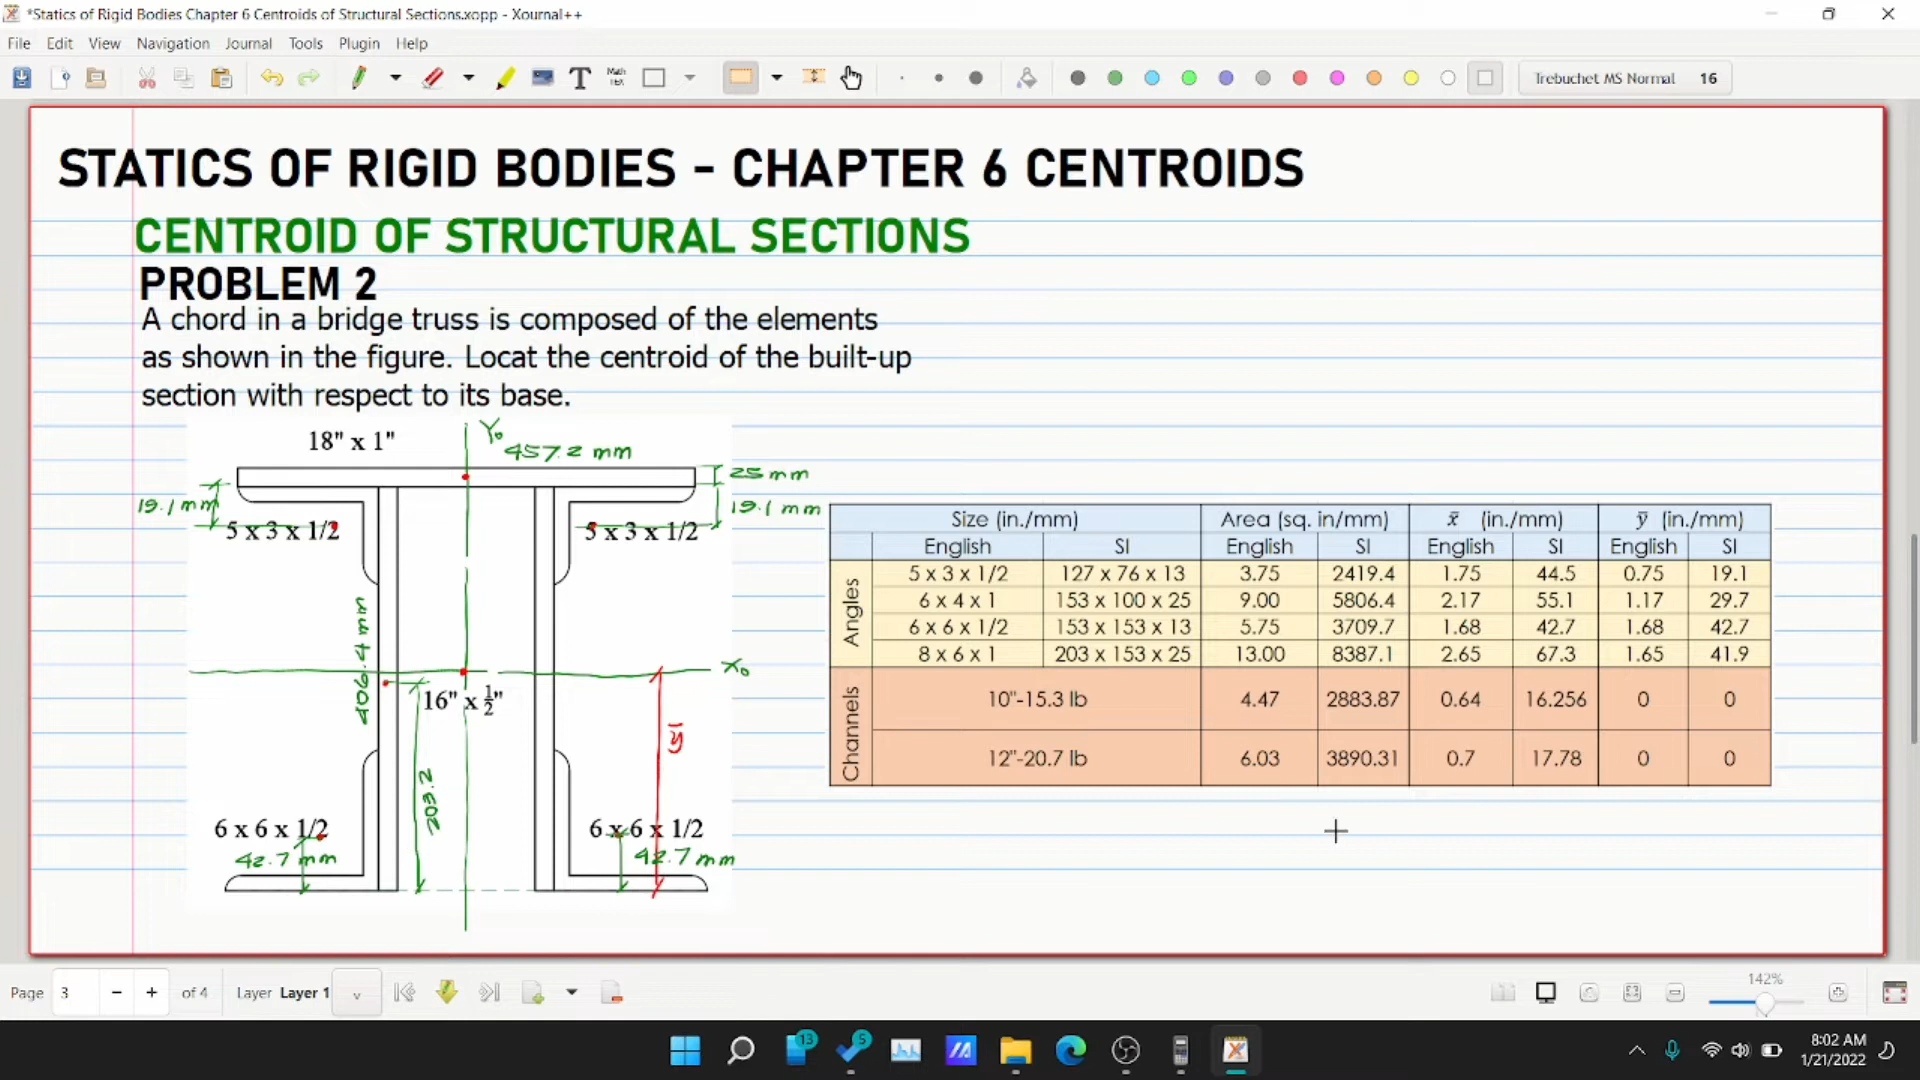 *Statics of Rigid Bodies Chapter 6 Centroids of Structural Sections.xopp - Xournal++
File Edit View Navigation Journal Tools Plugin Help
Math TEX
Trebuchet MS Normal 16
STATICS OF RIGID BODIES - CHAPTER 6 CENTROIDS
CENTROID OF STRUCTURAL SECTIONS
PROBLEM 2
A chord in a bridge truss is composed of the elements
as shown in the figure. Locat the centroid of the built-up
section with respect to its base.
18" x 1"
Y₀
457.2 mm
25 mm
19.1 mm
19.1 mm
5 x 3 x 1/2
5 x 3 x 1/2
406.4 mm
X₀
16" x ½"
ȳ
203.2
6 x 6 x 1/2
6 x 6 x 1/2
42.7 mm
42.7 mm
Size (in./mm) Area (sq. in/mm) x̄ (in./mm) ȳ (in./mm)
English SI English SI English SI English SI
Angles
5 x 3 x 1/2 127 x 76 x 13 3.75 2419.4 1.75 44.5 0.75 19.1
6 x 4 x 1 153 x 100 x 25 9.00 5806.4 2.17 55.1 1.17 29.7
6 x 6 x 1/2 153 x 153 x 13 5.75 3709.7 1.68 42.7 1.68 42.7
8 x 6 x 1 203 x 153 x 25 13.00 8387.1 2.65 67.3 1.65 41.9
Channels
10"-15.3 lb 4.47 2883.87 0.64 16.256 0 0
12"-20.7 lb 6.03 3890.31 0.7 17.78 0 0
Page 3 - + of 4 Layer Layer 1 v
142%
13
5
8:02 AM
1/21/2022